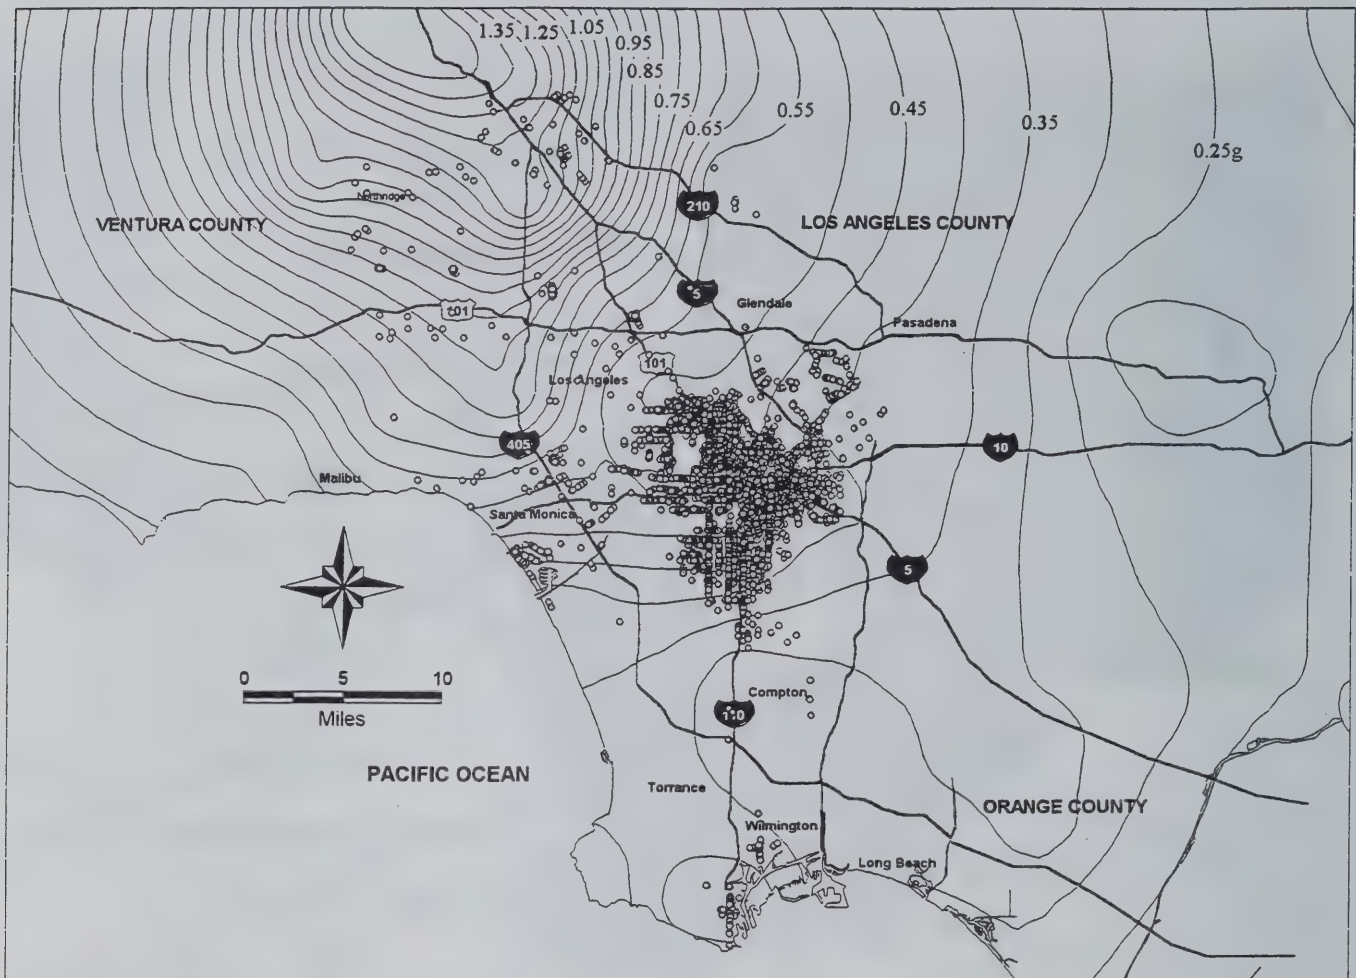 1.35
1.25
1.05
0.95
0.85
0.75
0.65
0.55
0.45
0.35
0.25g
Northridge
VENTURA COUNTY
210
LOS ANGELES COUNTY
5
Glendale
101
Pasadena
101
Los Angeles
405
10
Malibu
Santa Monica
5
0 5 10
Miles
Compton
110
PACIFIC OCEAN
Torrance
ORANGE COUNTY
Wilmington
Long Beach